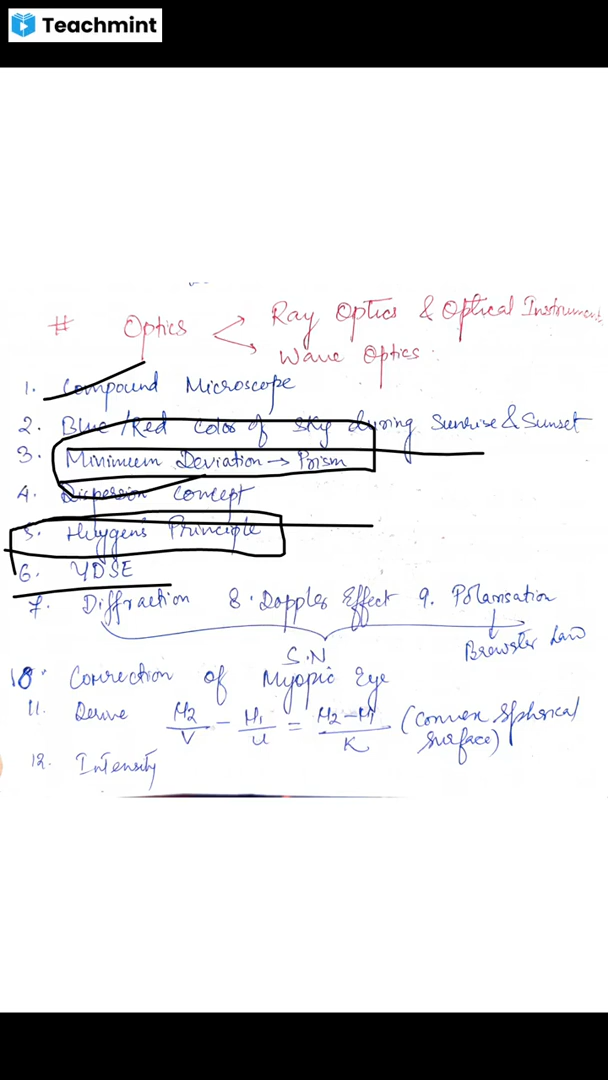 Teachmint
# Optics < Ray Optics & Optical Instruments
Wave Optics.
1. Compound Microscope
2. Blue/Red color of sky during Sunrise & Sunset
3. Minimum Deviation → Prism
4. Dispersion Concept
5. Huygens Principle
6. YDSE
7. Diffraction 8. Dopples Effect 9. Polarisation
S.N Brewster Law
10. Correction of Myopic Eye
11. Derive μ2/V - μ1/u = μ2-μ1/R (Convex Spherical Surface)
12. Intensity